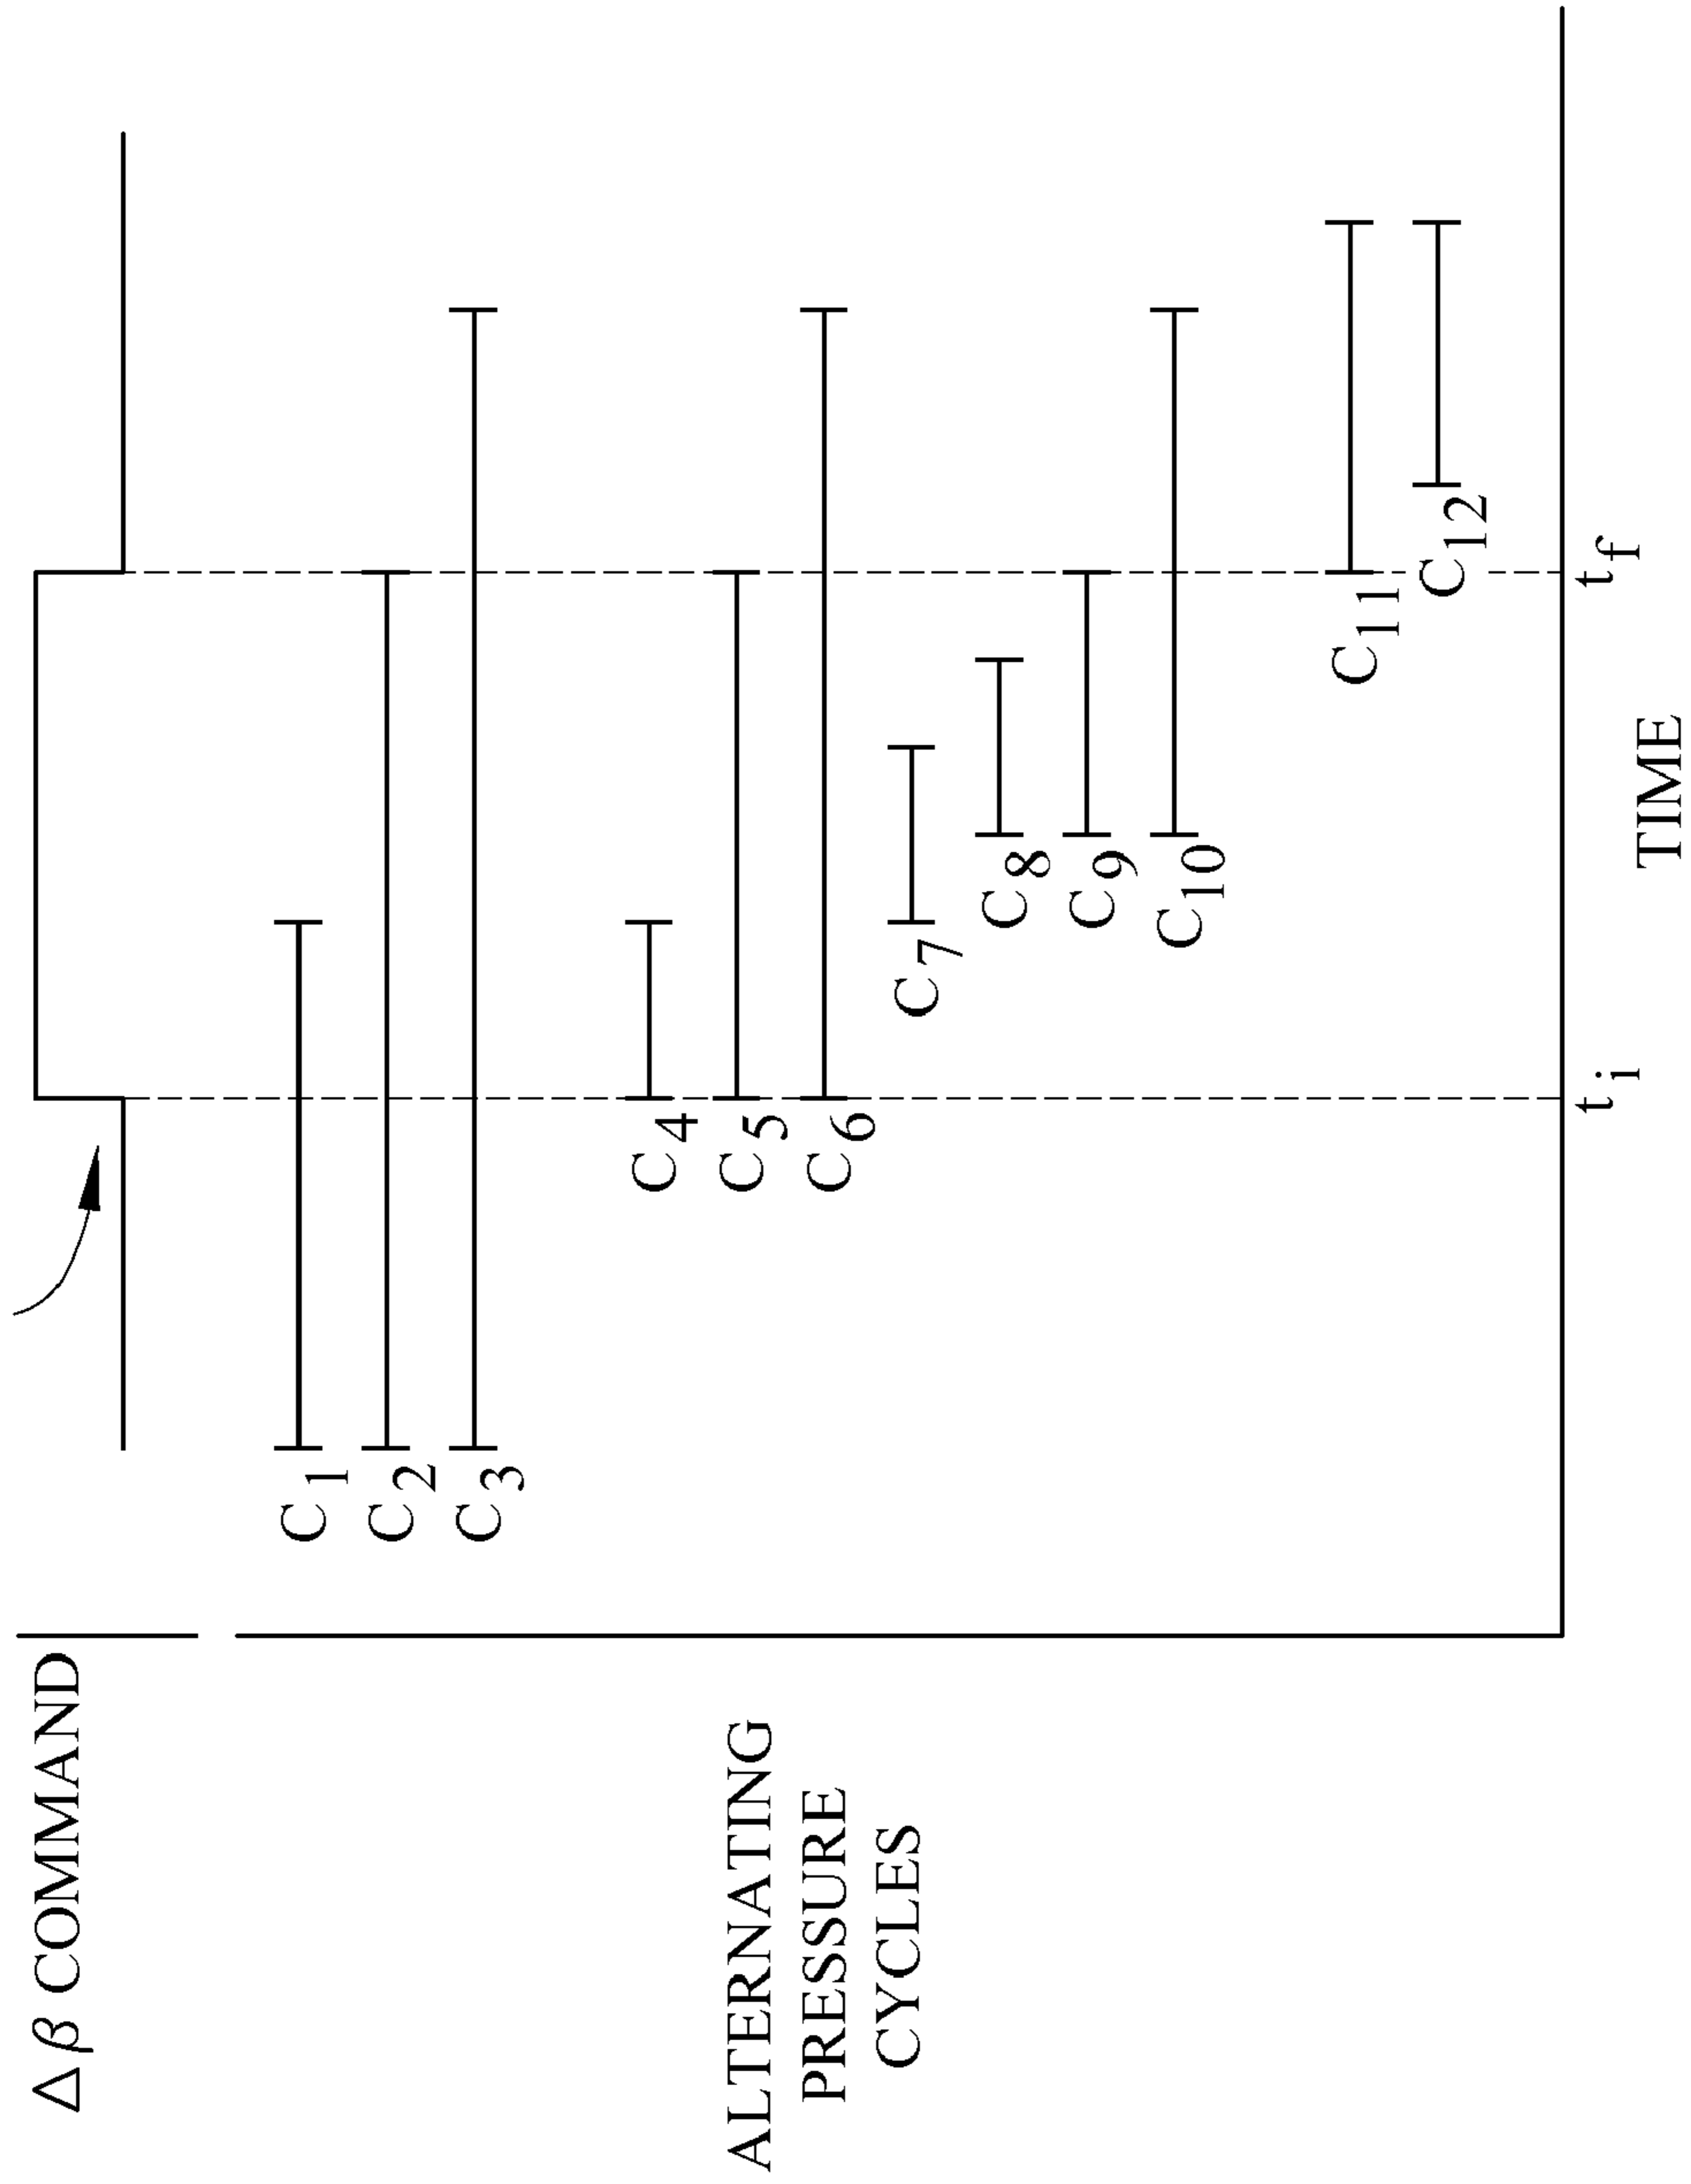 Δβ COMMAND
ALTERNATING
PRESSURE
CYCLES
C1
C2
C3
C4
C5
C6
C7
C8
C9
C10
C11
C12
ti
tf
TIME